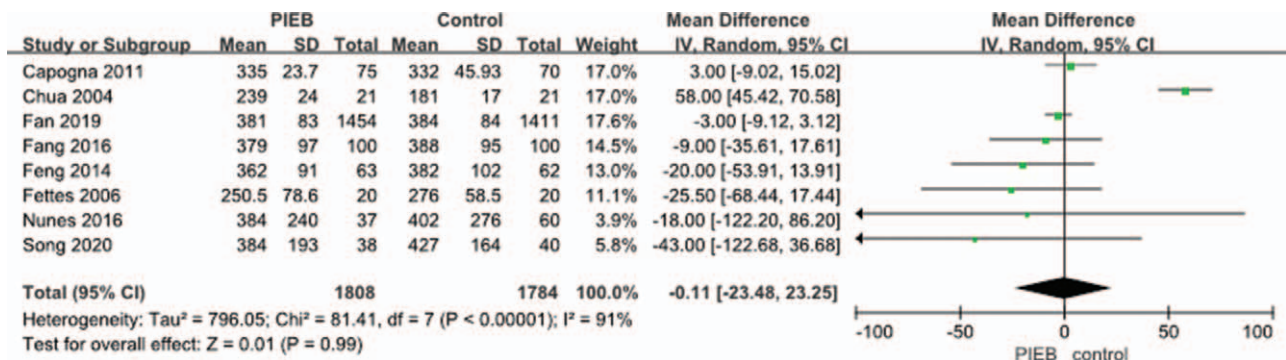 PIEB Control Mean Difference Mean Difference
Study or Subgroup Mean SD Total Mean SD Total Weight IV, Random, 95% CI IV, Random, 95% CI
Capogna 2011 335 23.7 75 332 45.93 70 17.0% 3.00 [-9.02, 15.02]
Chua 2004 239 24 21 181 17 21 17.0% 58.00 [45.42, 70.58]
Fan 2019 381 83 1454 384 84 1411 17.6% -3.00 [-9.12, 3.12]
Fang 2016 379 97 100 388 95 100 14.5% -9.00 [-35.61, 17.61]
Feng 2014 362 91 63 382 102 62 13.0% -20.00 [-53.91, 13.91]
Fettes 2006 250.5 78.6 20 276 58.5 20 11.1% -25.50 [-68.44, 17.44]
Nunes 2016 384 240 37 402 276 60 3.9% -18.00 [-122.20, 86.20]
Song 2020 384 193 38 427 164 40 5.8% -43.00 [-122.68, 36.68]
Total (95% CI) 1808 1784 100.0% -0.11 [-23.48, 23.25]
Heterogeneity: Tau² = 796.05; Chi² = 81.41, df = 7 (P < 0.00001); I² = 91%
Test for overall effect: Z = 0.01 (P = 0.99)
-100 -50 0 50 100
PIEB control